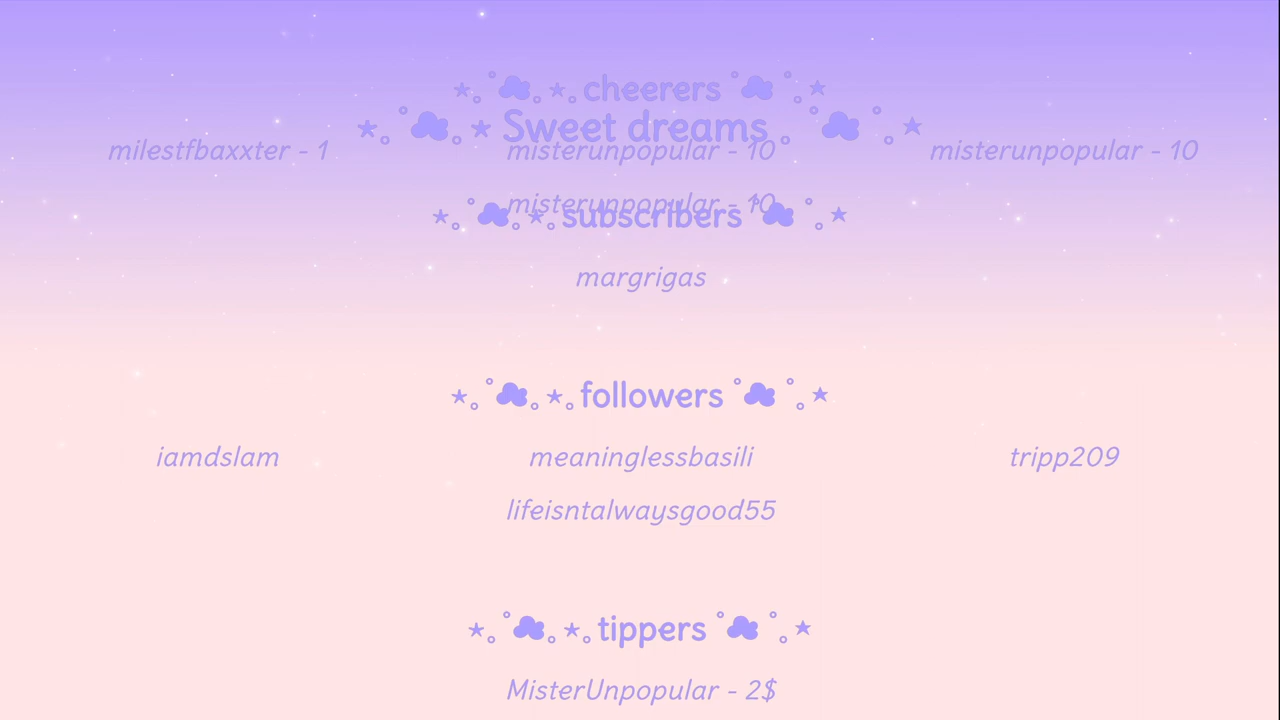 cheerers
Sweet dreams
milestfbaxxter - 1 misterunpopular - 10 misterunpopular - 10
misterunpopular - 10
subscribers
margrigas
followers
iamdslam meaninglessbasili tripp209
lifeisntalwaysgood55
tippers
MisterUnpopular - 2$